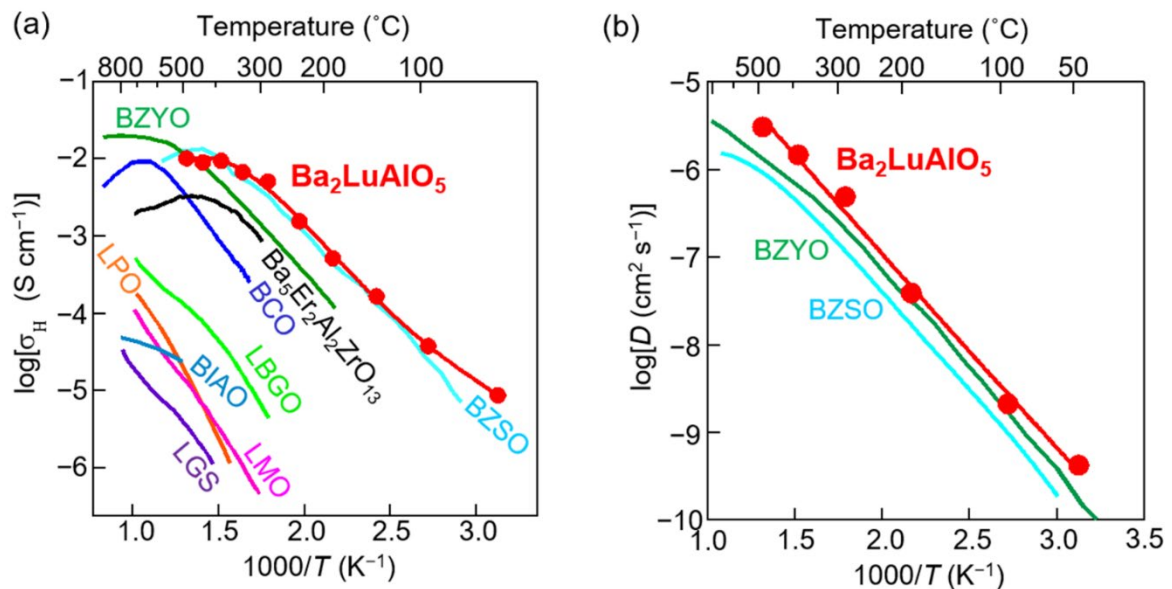 (a)
Temperature (˚C)
800 500 300 200 100
−1
−2
−3
−4
−5
−6
log[σH (S cm⁻¹)]
BZYO
Ba₂LuAlO₅
Ba₅Er₂Al₂ZrO₁₃
BCO
LPO
LBGO
BIAO
BZSO
LGS
LMO
1.0 1.5 2.0 2.5 3.0
1000/T (K⁻¹)
(b)
Temperature (˚C)
500 300 200 100 50
−5
−6
−7
−8
−9
−10
log[D (cm² s⁻¹)]
Ba₂LuAlO₅
BZYO
BZSO
1.0 1.5 2.0 2.5 3.0 3.5
1000/T (K⁻¹)